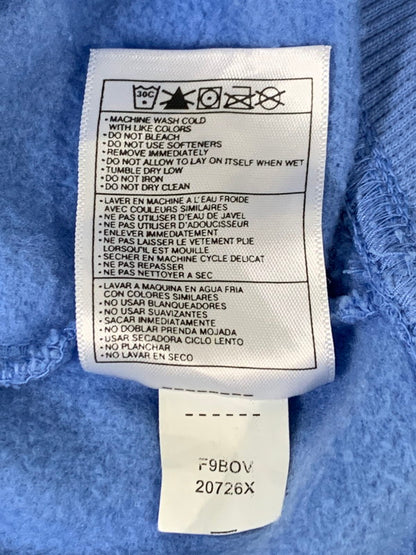 30C
• MACHINE WASH COLD
WITH LIKE COLORS
• DO NOT BLEACH
• DO NOT USE SOFTENERS
• REMOVE IMMEDIATELY
• DO NOT ALLOW TO LAY ON ITSELF WHEN WET
• TUMBLE DRY LOW
• DO NOT IRON
• DO NOT DRY CLEAN
• LAVER EN MACHINE A L'EAU FROIDE
AVEC COULEURS SIMILAIRES
• NE PAS UTILISER D'EAU DE JAVEL
• NE PAS UTILISER D'ADOUCISSEUR
• ENLEVER IMMEDIATEMENT
• NE PAS LAISSER LE VETEMENT PLIE
LORSQU'IL EST MOUILLE
• SECHER EN MACHINE CYCLE DELICAT
• NE PAS REPASSER
• NE PAS NETTOYER A SEC
• LAVAR A MAQUINA EN AGUA FRIA
CON COLORES SIMILARES
• NO USAR BLANQUEADORES
• NO USAR SUAVIZANTES
• SACAR INMEDIATAMENTE
• NO DOBLAR PRENDA MOJADA
• USAR SECADORA CICLO LENTO
• NO PLANCHAR
• NO LAVAR EN SECO
F9BOV
20726X